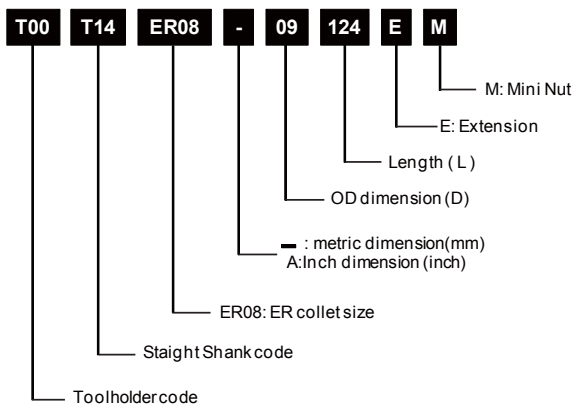 T00 T14 ER08 - 09 124 E M
M: Mini Nut
E: Extension
Length ( L )
OD dimension (D)
- : metric dimension(mm)
A:Inch dimension (inch)
ER08: ER collet size
Staight Shank code
Toolholder code